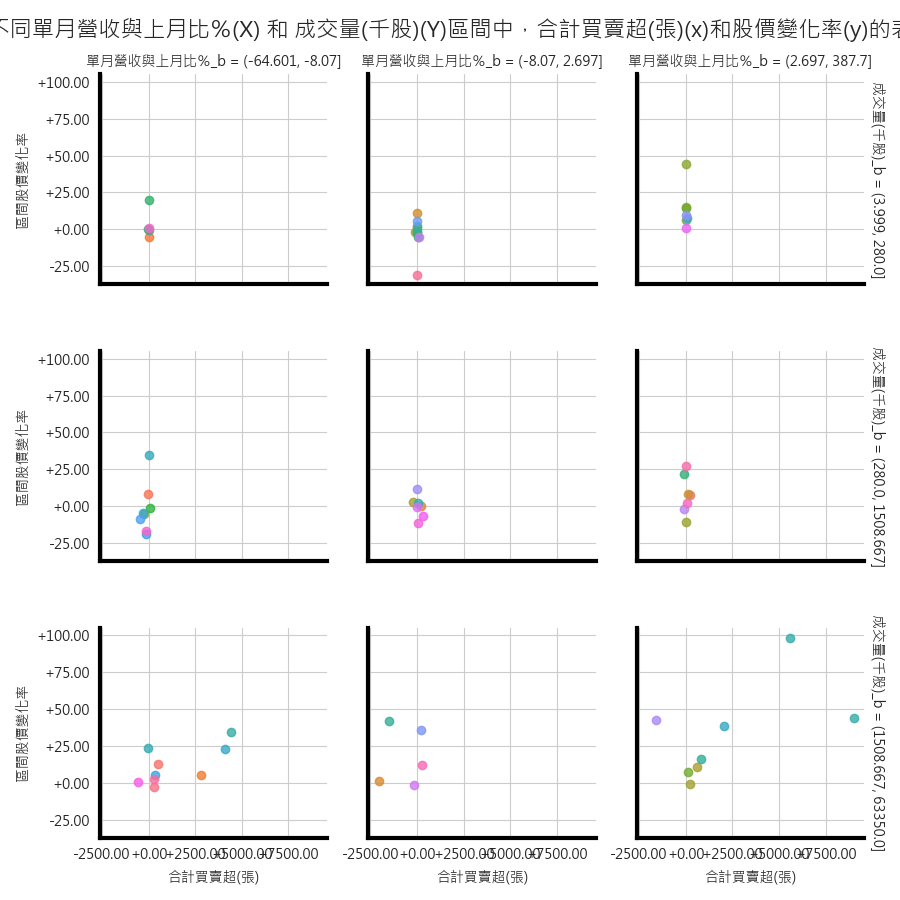 不同單月營收與上月比%(X) 和 成交量(千股)(Y)區間中，合計買賣超(張)(x)和股價變化率(y)的表
單月營收與上月比%_b = (-64.601, -8.07]
單月營收與上月比%_b = (-8.07, 2.697]
單月營收與上月比%_b = (2.697, 387.7]
+100.00
+75.00
+50.00
+25.00
+0.00
-25.00
區間股價變化率
成交量(千股)_b = (3.999, 280.0]
+100.00
+75.00
+50.00
+25.00
+0.00
-25.00
區間股價變化率
成交量(千股)_b = (280.0, 1508.667]
+100.00
+75.00
+50.00
+25.00
+0.00
-25.00
區間股價變化率
成交量(千股)_b = (1508.667, 63350.0]
-2500.00 +0.00 +2500.00 +5000.00 +7500.00
-2500.00 +0.00 +2500.00 +5000.00 +7500.00
-2500.00 +0.00 +2500.00 +5000.00 +7500.00
合計買賣超(張)
合計買賣超(張)
合計買賣超(張)